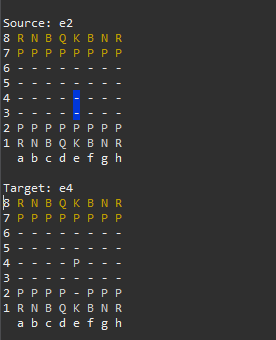 Source: e2
8 R N B Q K B N R
7 P P P P P P P P
6 - - - - - - - -
5 - - - - - - - -
4 - - - - - - - -
3 - - - - - - - -
2 P P P P P P P P
1 R N B Q K B N R
a b c d e f g h
Target: e4
8 R N B Q K B N R
7 P P P P P P P P
6 - - - - - - - -
5 - - - - - - - -
4 - - - - P - - -
3 - - - - - - - -
2 P P P P - P P P
1 R N B Q K B N R
a b c d e f g h